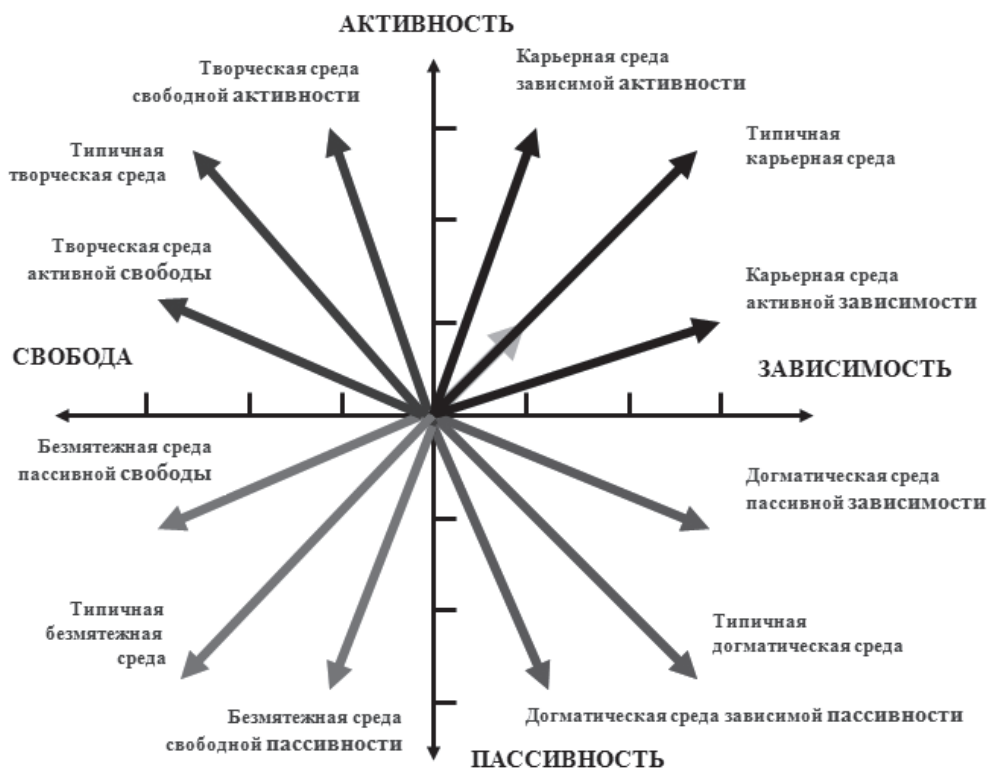 АКТИВНОСТЬ
Творческая среда
свободной активности
Карьерная среда
зависимой активности
Типичная
творческая среда
Типичная
карьерная среда
Творческая среда
активной свободы
Карьерная среда
активной зависимости
СВОБОДА
ЗАВИСИМОСТЬ
Безмятежная среда
пассивной свободы
Догматическая среда
пассивной зависимости
Типичная
безмятежная
среда
Типичная
догматическая среда
Безмятежная среда
свободной пассивности
Догматическая среда зависимой пассивности
ПАССИВНОСТЬ